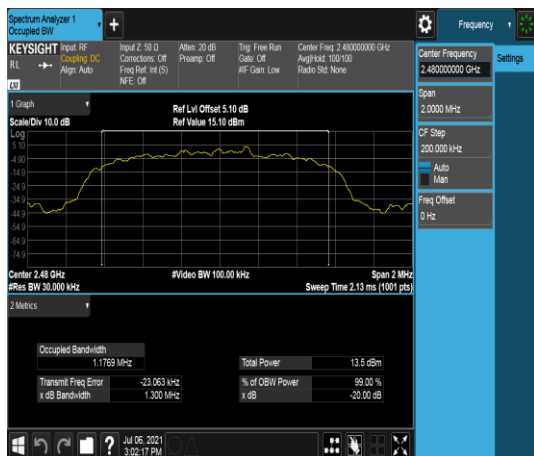 Spectrum Analyzer 1
Occupied BW
Frequency
KEYSIGHT
RL
Input: RF
Coupling: DC
Align: Auto
Input Z: 50 Ω
Corrections: Off
Freq Ref: Int (S)
NFE: Off
Atten: 20 dB
Preamp: Off
Trig: Free Run
Gate: Off
#IF Gain: Low
Center Freq: 2.480000000 GHz
Avg|Hold: 100/100
Radio Std: None
Center Frequency
2.480000000 GHz
Settings
Span
2.0000 MHz
CF Step
200.000 kHz
Auto
Man
Freq Offset
0 Hz
1 Graph
Scale/Div 10.0 dB
Ref Lvl Offset 5.10 dB
Ref Value 15.10 dBm
Log
5.10
-4.90
-14.9
-24.9
-34.9
-44.9
-54.9
-64.9
-74.9
Center 2.48 GHz
#Res BW 30.000 kHz
#Video BW 100.00 kHz
Span 2 MHz
Sweep Time 2.13 ms (1001 pts)
2 Metrics
Occupied Bandwidth
1.1769 MHz
Total Power 13.5 dBm
Transmit Freq Error -23.063 kHz
% of OBW Power 99.00 %
x dB Bandwidth 1.300 MHz
x dB -20.00 dB
Jul 06, 2021
3:02:17 PM